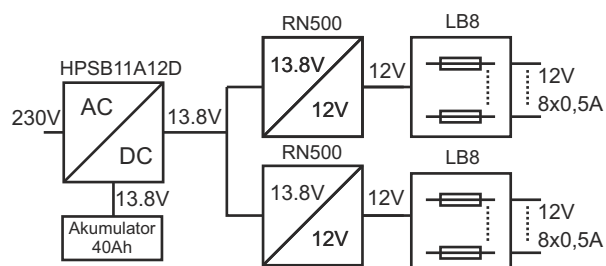 HPSB11A12D
230V
AC
DC
13.8V
13.8V
Akumulator
40Ah
RN500
13.8V
12V
12V
LB8
12V
8x0,5A
RN500
13.8V
12V
12V
LB8
12V
8x0,5A